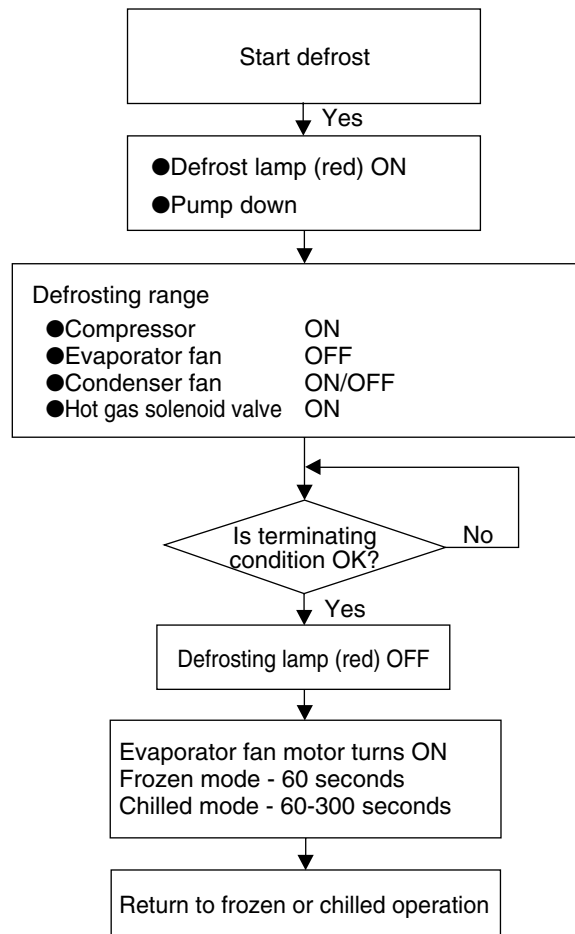 Start defrost
Yes
●Defrost lamp (red) ON
●Pump down
Defrosting range
●Compressor ON
●Evaporator fan OFF
●Condenser fan ON/OFF
●Hot gas solenoid valve ON
Is terminating
condition OK?
No
Yes
Defrosting lamp (red) OFF
Evaporator fan motor turns ON
Frozen mode - 60 seconds
Chilled mode - 60-300 seconds
Return to frozen or chilled operation